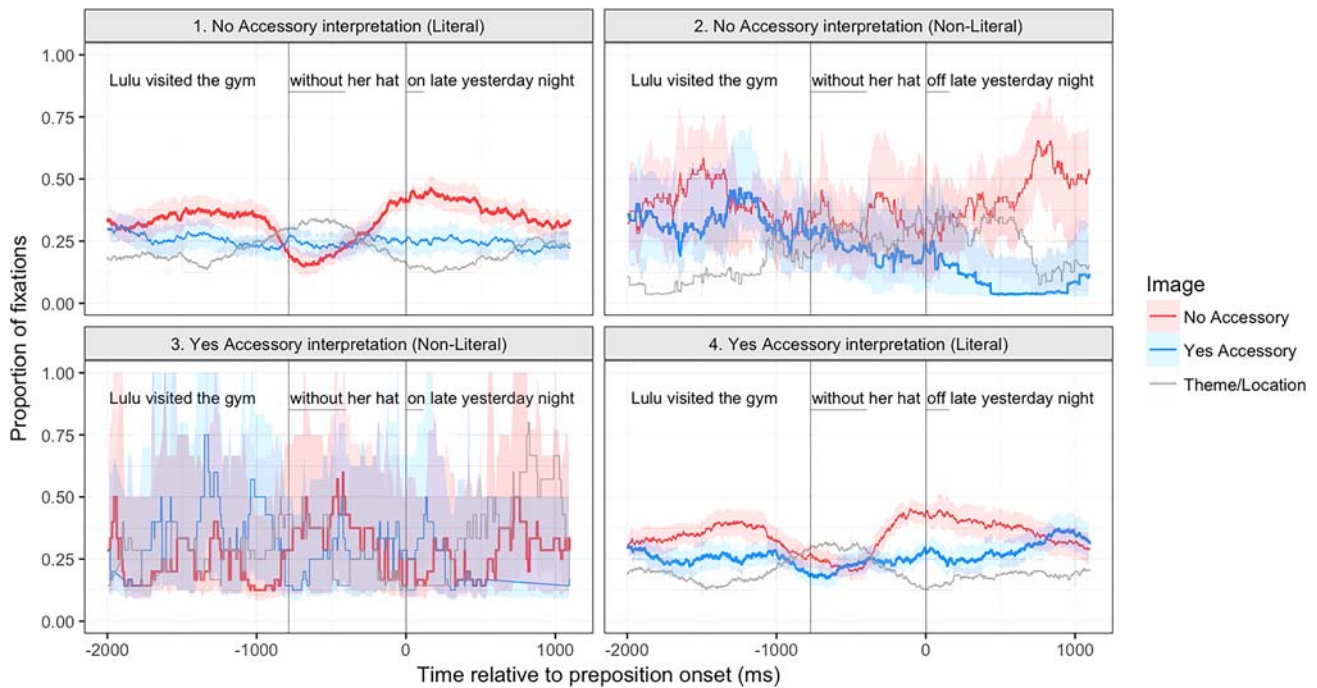 1. No Accessory interpretation (Literal)
2. No Accessory interpretation (Non-Literal)
1.00
0.75
0.50
0.25
0.00
Lulu visited the gym without her hat on late yesterday night
Lulu visited the gym without her hat off late yesterday night
3. Yes Accessory interpretation (Non-Literal)
4. Yes Accessory interpretation (Literal)
1.00
0.75
0.50
0.25
0.00
Lulu visited the gym without her hat on late yesterday night
Lulu visited the gym without her hat off late yesterday night
-2000 -1000 0 1000
-2000 -1000 0 1000
Time relative to preposition onset (ms)
Proportion of fixations
Image
No Accessory
Yes Accessory
Theme/Location